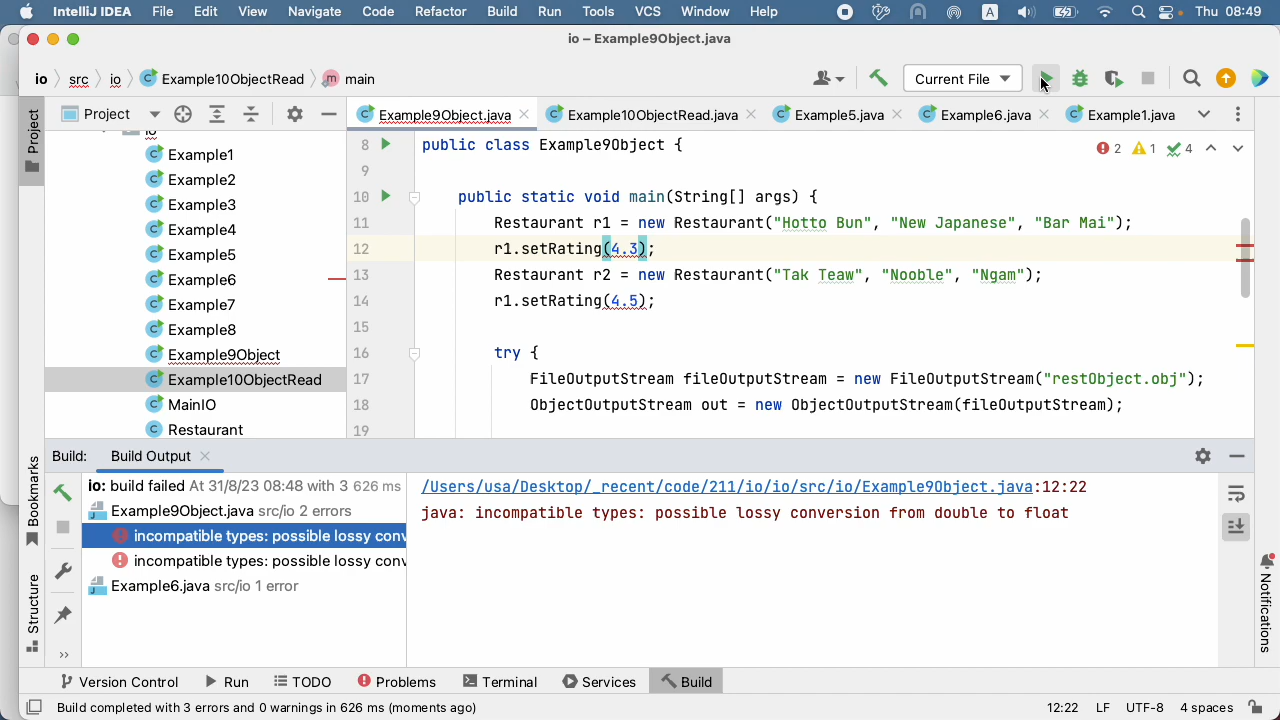 IntelliJ IDEA File Edit View Navigate Code Refactor Build Run Tools VCS Window Help A Thu 08:49
io – Example9Object.java
io src io Example10ObjectRead main Current File
Project Example9Object.java Example10ObjectRead.java Example5.java Example6.java Example1.java
Project
io
Example1
Example2
Example3
Example4
Example5
Example6
Example7
Example8
Example9Object
Example10ObjectRead
MainIO
Restaurant
2 1 4
8 public class Example9Object {
9
10 public static void main(String[] args) {
11 Restaurant r1 = new Restaurant("Hotto Bun", "New Japanese", "Bar Mai");
12 r1.setRating(4.3);
13 Restaurant r2 = new Restaurant("Tak Teaw", "Nooble", "Ngam");
14 r1.setRating(4.5);
15
16 try {
17 FileOutputStream fileOutputStream = new FileOutputStream("restObject.obj");
18 ObjectOutputStream out = new ObjectOutputStream(fileOutputStream);
19
Build: Build Output
io: build failed At 31/8/23 08:48 with 3 626 ms
Example9Object.java src/io 2 errors
incompatible types: possible lossy conv
incompatible types: possible lossy conv
Example6.java src/io 1 error
/Users/usa/Desktop/_recent/code/211/io/io/src/io/Example9Object.java:12:22
java: incompatible types: possible lossy conversion from double to float
Bookmarks
Structure
Notifications
Version Control Run TODO Problems Terminal Services Build
Build completed with 3 errors and 0 warnings in 626 ms (moments ago) 12:22 LF UTF-8 4 spaces